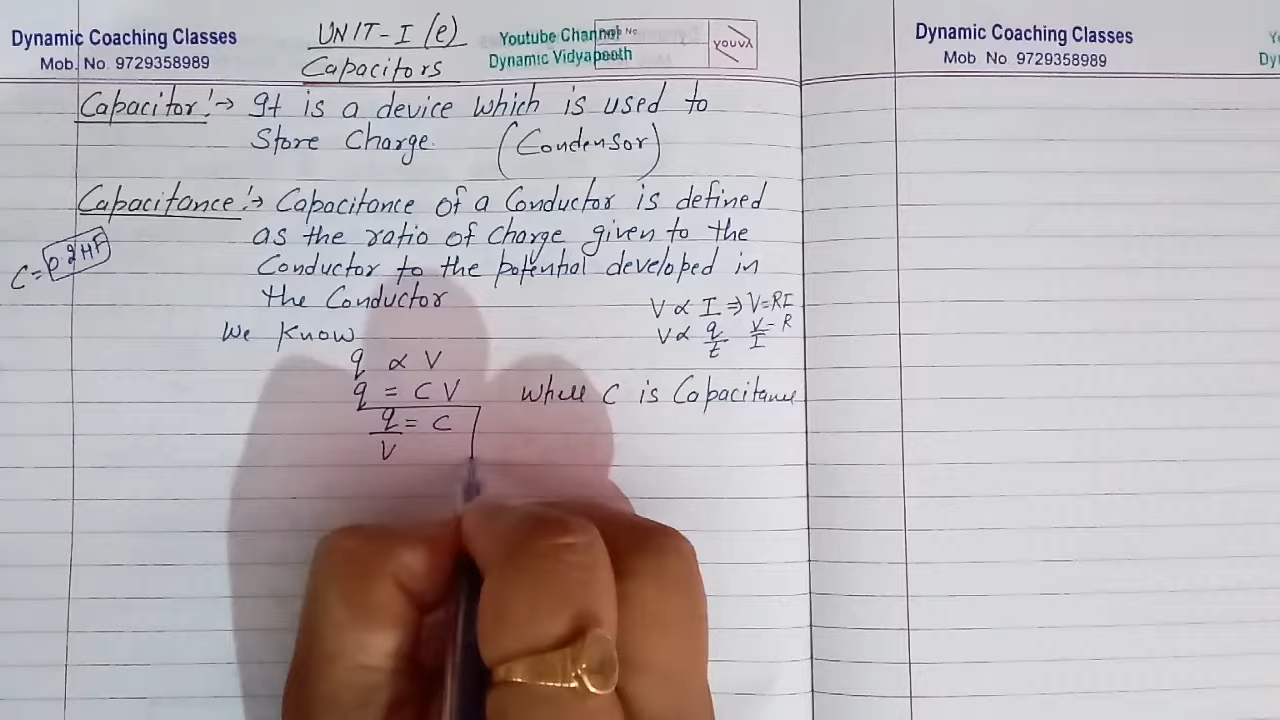 Dynamic Coaching Classes
Mob. No. 9729358989
UNIT-I (e)
Capacitors
Youtube Channel
Dynamic Vidyapeeth
No
YOUVA
Dynamic Coaching Classes
Mob No 9729358989
Capacitor :→ It is a device which is used to
Store Charge. (Condensor)
Capacitance :→ Capacitance of a Conductor is defined
as the ratio of Charge given to the
Conductor to the potential developed in
the Conductor
C=
V ∝ I ⇒ V=RI
V ∝ q/t V/I = R
We Know
q ∝ V
q = C V where C is Capacitance
q/V = C